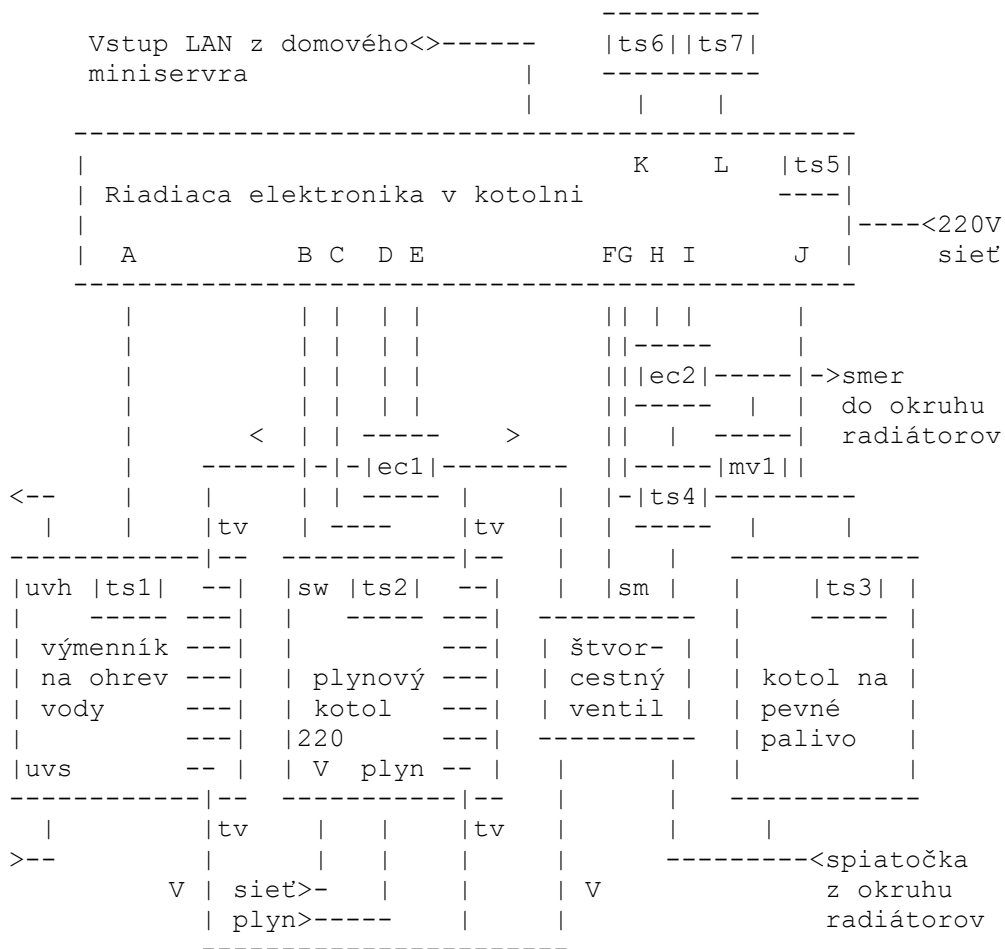 |ts6||ts7|
Vstup LAN z domového<>------
miniservra
K L |ts5|
Riadiaca elektronika v kotolni
----<220V
A B C D E FG H I J sieť
|ec2|-----|->smer
do okruhu
< > radiátorov
------|-|-|ec1|-------- ||-----|mv1||
<-- |-|ts4|---------
|tv |tv
|uvh |ts1| |sw |ts2| |sm |ts3|
výmenník štvor-
na ohrev plynový cestný kotol na
vody kotol ventil pevné
220 palivo
uvs V plyn
|tv |tv
>-- ---------<spiatočka
V sieť>- V z okruhu
plyn>----- radiátorov